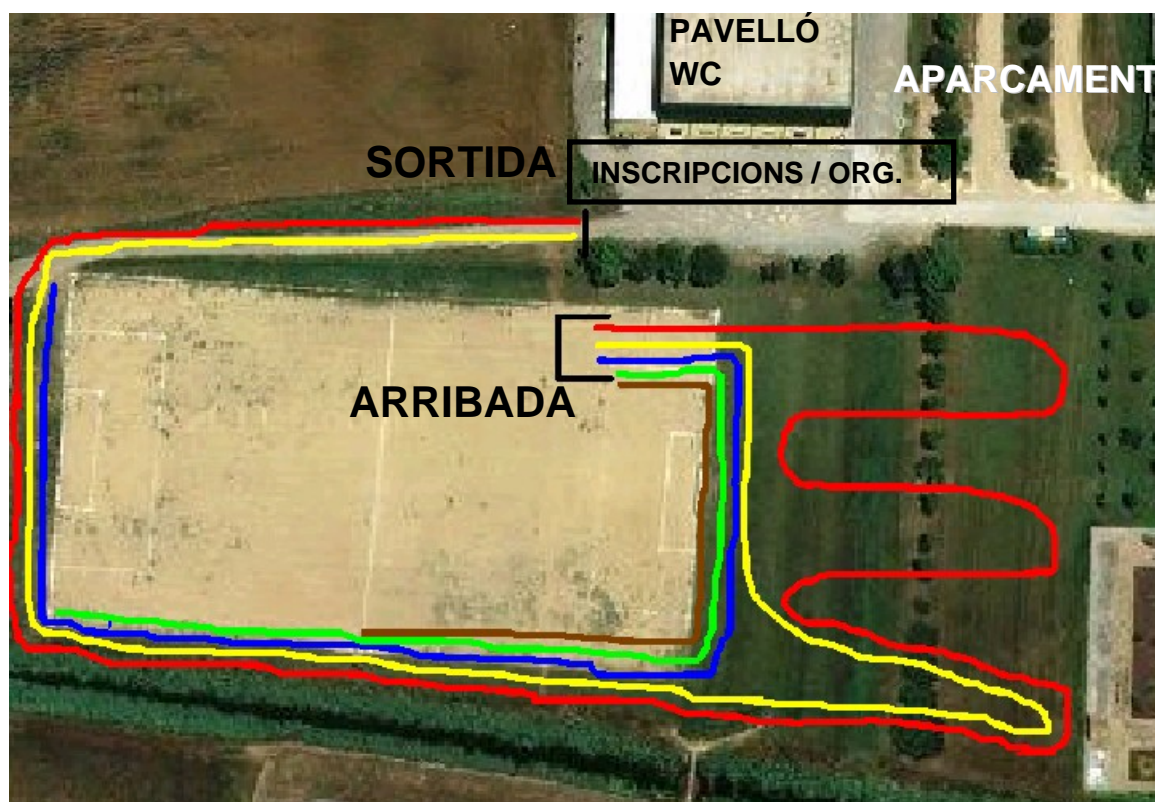 PAVELLÓ
WC
APARCAMENT
SORTIDA
INSCRIPCIONS / ORG.
ARRIBADA